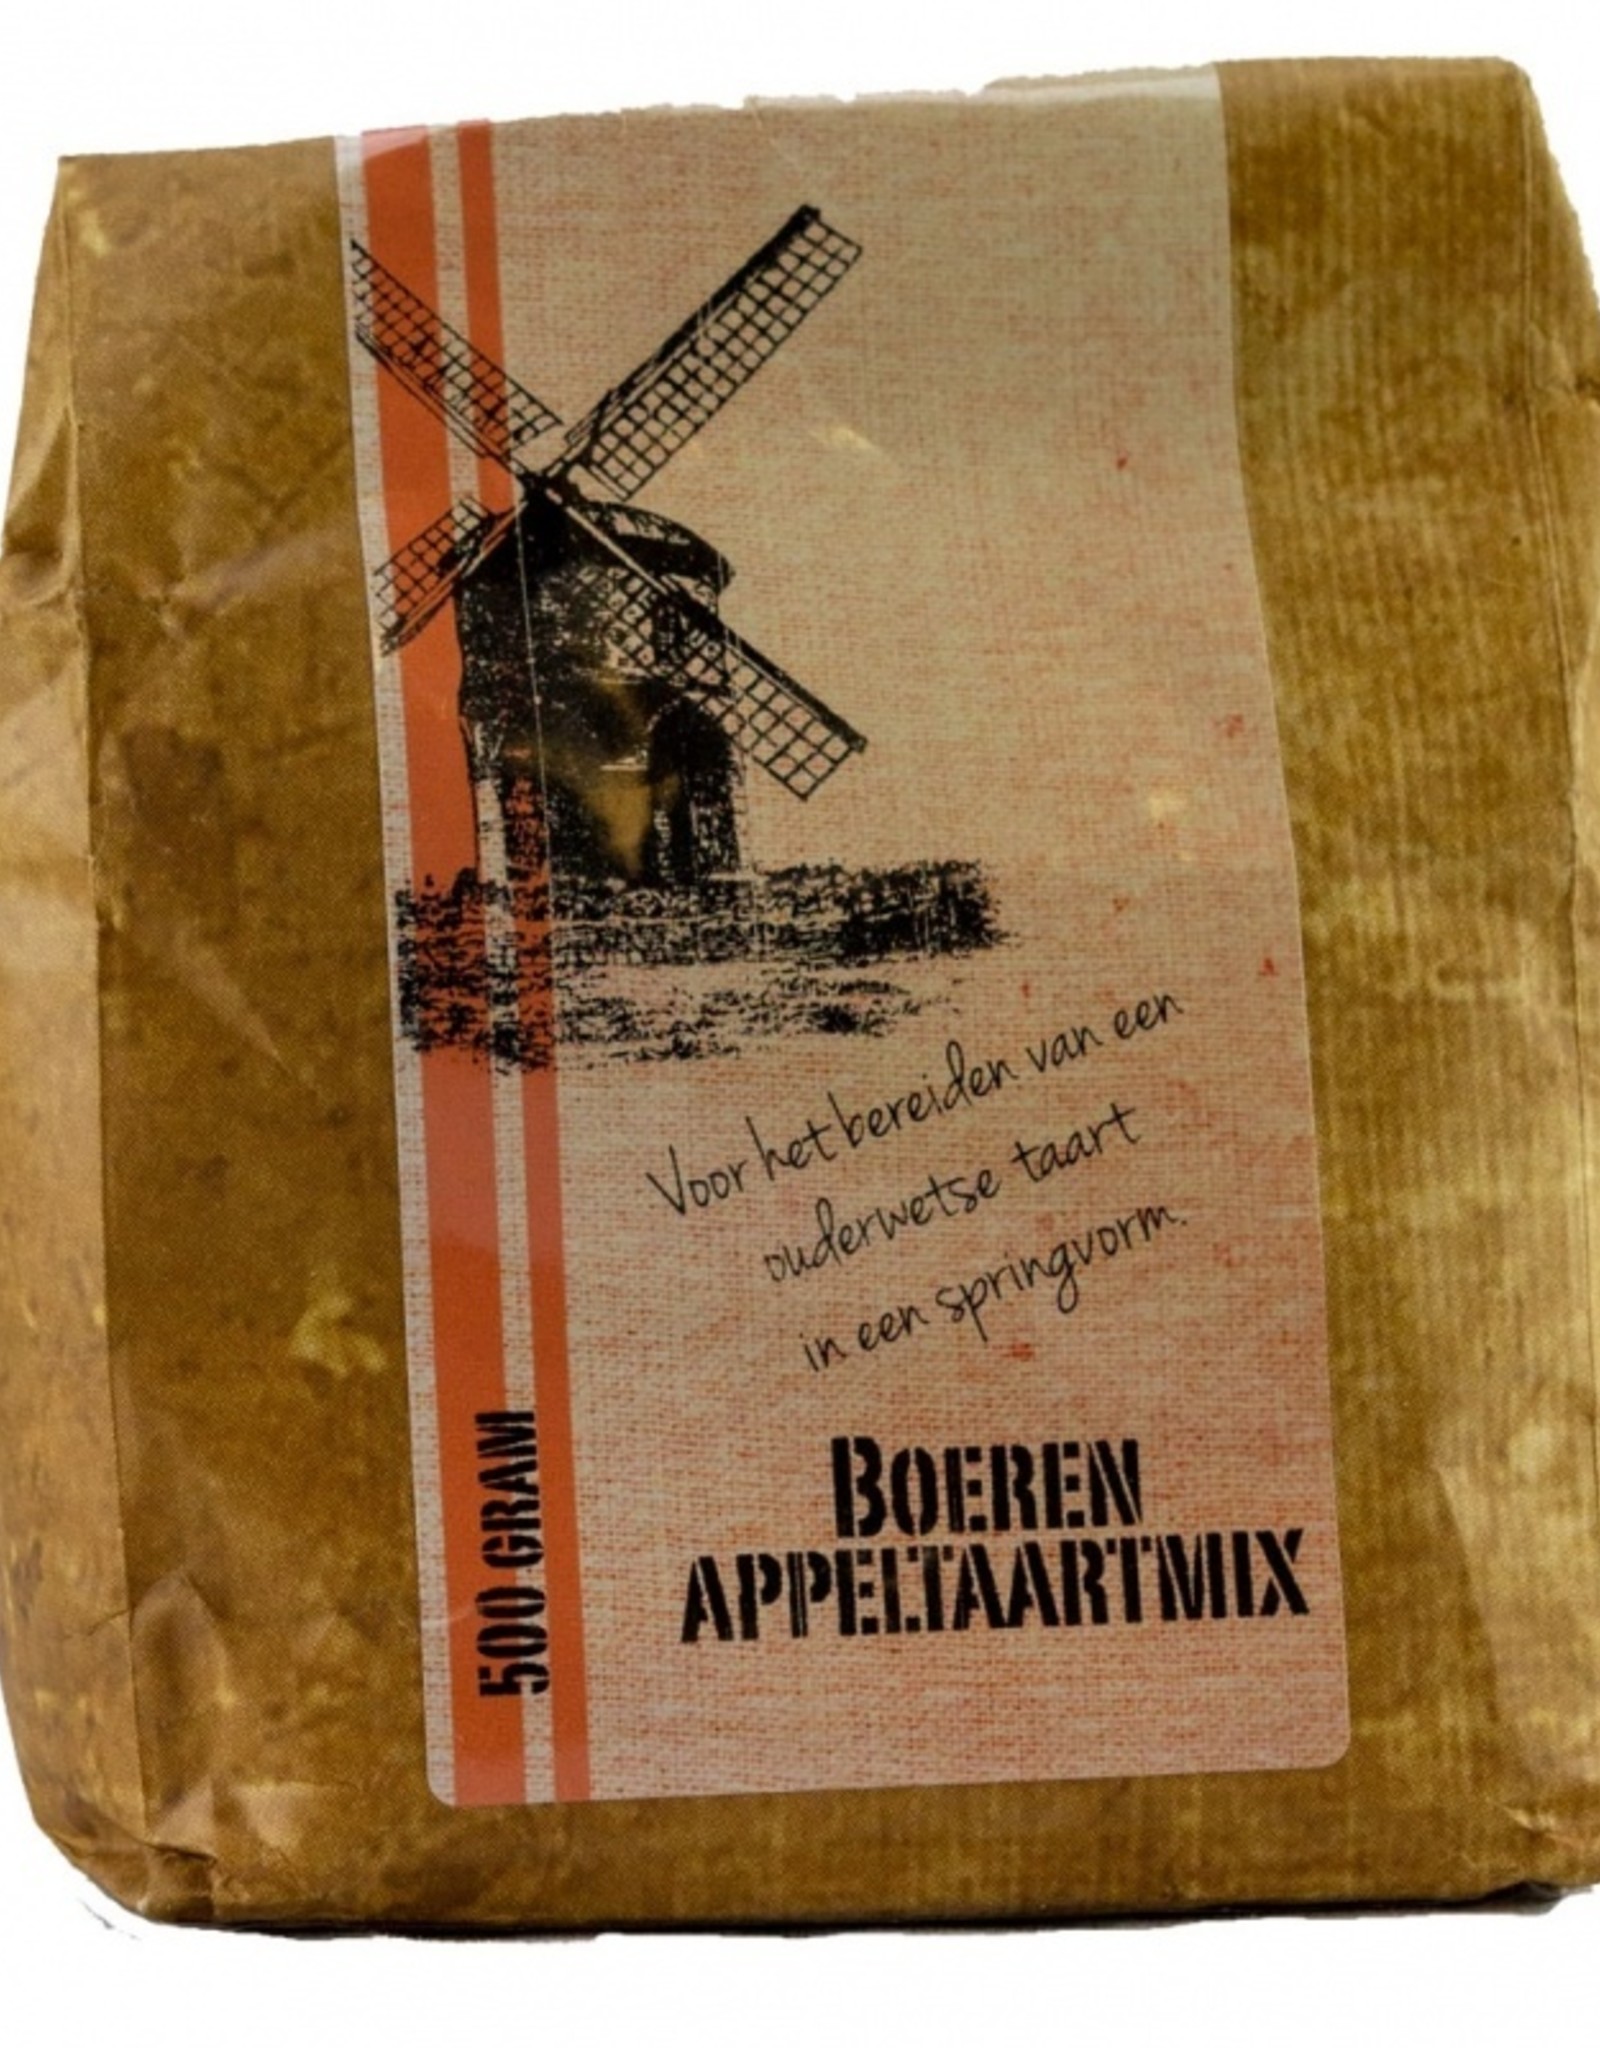 Voor het bereiden van een
ouderwetse taart
in een springvorm.
BOEREN
APPELTAARTMIX
500 GRAM